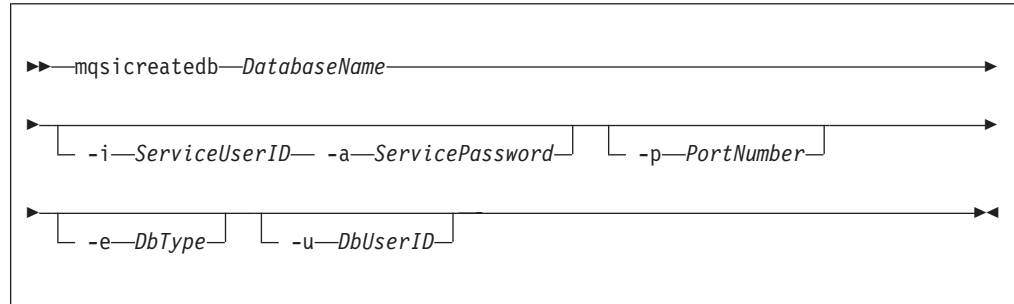 mqsicreatedb DatabaseName
-i ServiceUserID -a ServicePassword -p PortNumber
-e DbType -u DbUserID